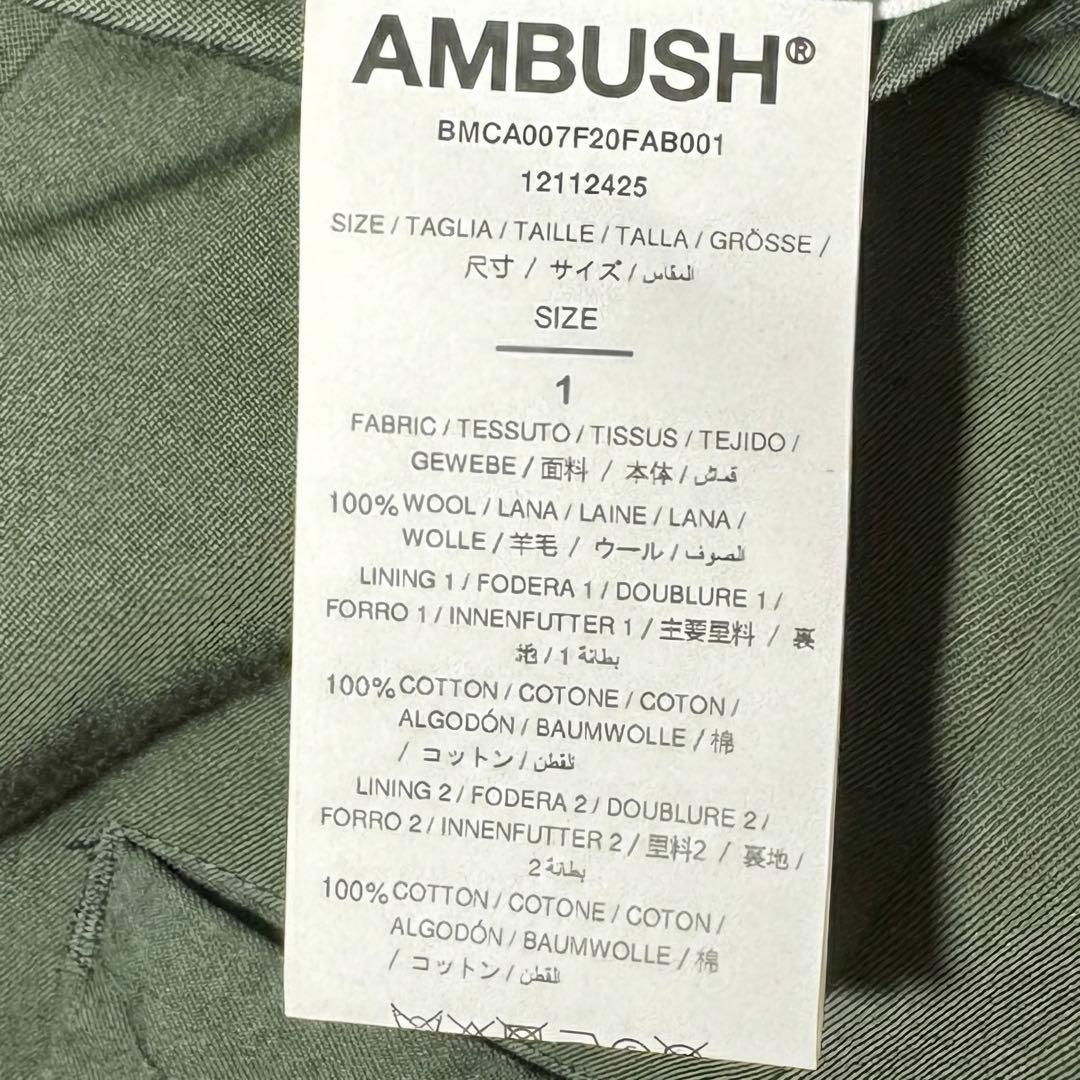 AMBUSH®
BMCA007F20FAB001
12112425
SIZE / TAGLIA / TAILLE / TALLA / GRÖSSE /
尺寸 / サイズ / المقاس
SIZE
1
FABRIC / TESSUTO / TISSUS / TEJIDO /
GEWEBE / 面料 / 本体 / قماش
100% WOOL / LANA / LAINE / LANA /
WOLLE / 羊毛 / ウール / الصوف
LINING 1 / FODERA 1 / DOUBLURE 1 /
FORRO 1 / INNENFUTTER 1 / 主要里料 / 裏
地 / 1 بطانة
100% COTTON / COTONE / COTON /
ALGODÓN / BAUMWOLLE / 棉
/ コットン / القطن
LINING 2 / FODERA 2 / DOUBLURE 2 /
FORRO 2 / INNENFUTTER 2 / 里料2 / 裏地 /
2 بطانة
100% COTTON / COTONE / COTON /
ALGODÓN / BAUMWOLLE / 棉
/ コットン / القطن